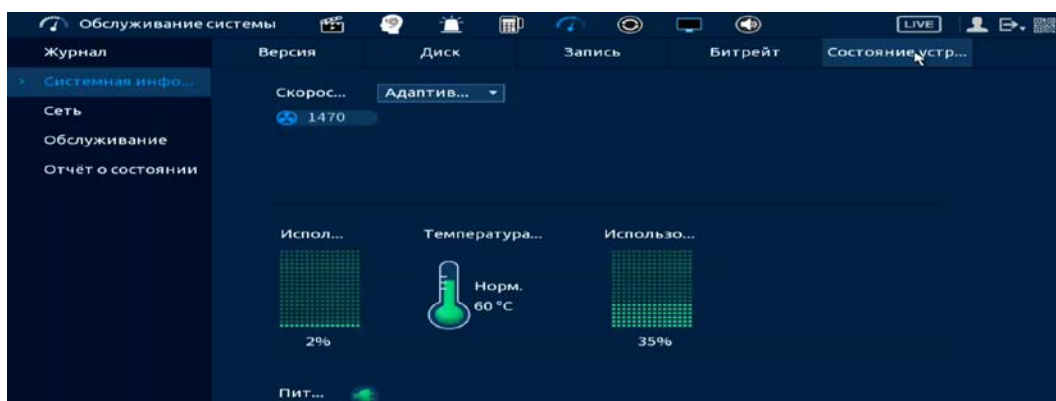 Обслуживание системы LIVE
Журнал Версия Диск Запись Битрейт Состояние устр...
Системная инфо...
Скорос... Адаптив...
Сеть
1470
Обслуживание
Отчёт о состоянии
Испол... Температура... Использо...
Норм.
60 °C
2% 35%
Пит...